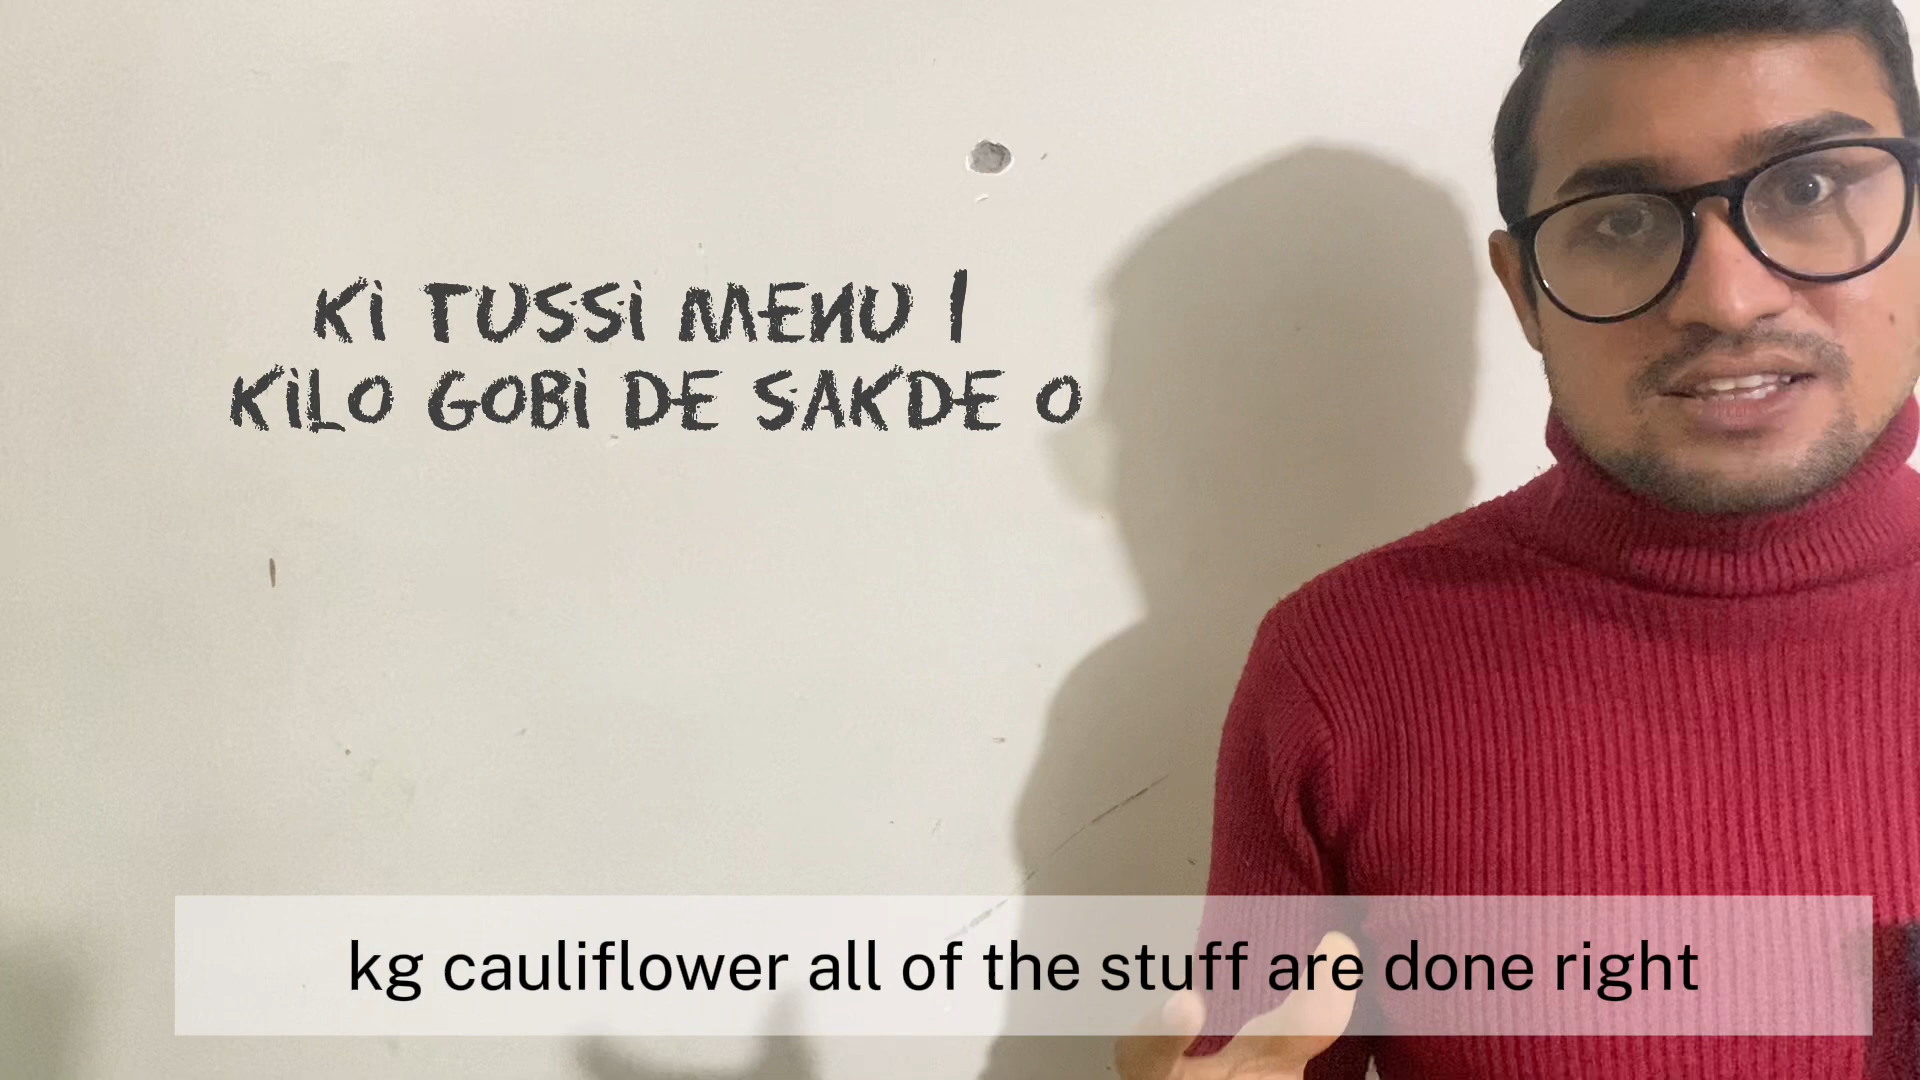 Ki TUSSi MENU 1
KiLO GOBi DE SAKDE O
kg cauliflower all of the stuff are done right